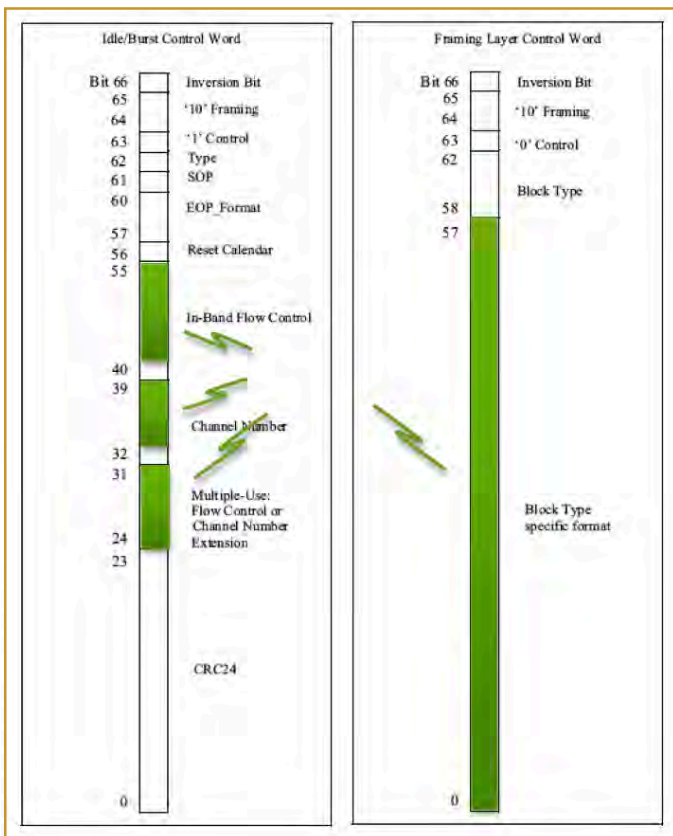 Idle/Burst Control Word
Bit 66 Inversion Bit
65
64 ‘10’ Framing
63 ‘1’ Control
62 Type
61 SOP
60
EOP_Format
57
56 Reset Calendar
55
In-Band Flow Control
40
39
Channel Number
32
31
Multiple-Use:
Flow Control or
24 Channel Number
Extension
23
CRC24
0
Framing Layer Control Word
Bit 66 Inversion Bit
65
64 ‘10’ Framing
63 ‘0’ Control
62
Block Type
58
57
Block Type
specific format
0